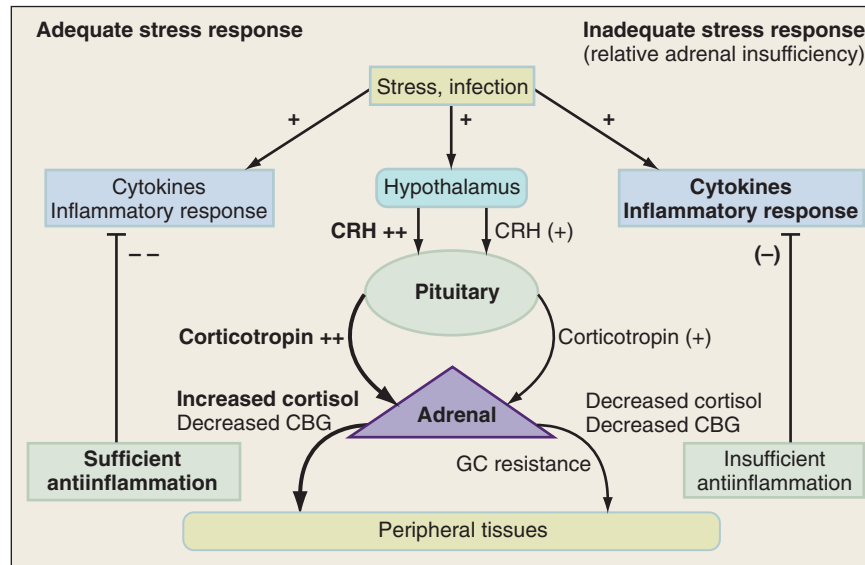 Adequate stress response
Inadequate stress response
(relative adrenal insufficiency)
Stress, infection
+
+
+
Cytokines
Inflammatory response
Hypothalamus
Cytokines
Inflammatory response
CRH ++
CRH (+)
– –
(–)
Pituitary
Corticotropin ++
Corticotropin (+)
Increased cortisol
Decreased CBG
Adrenal
Decreased cortisol
Decreased CBG
Sufficient
antiinflammation
GC resistance
Insufficient
antiinflammation
Peripheral tissues